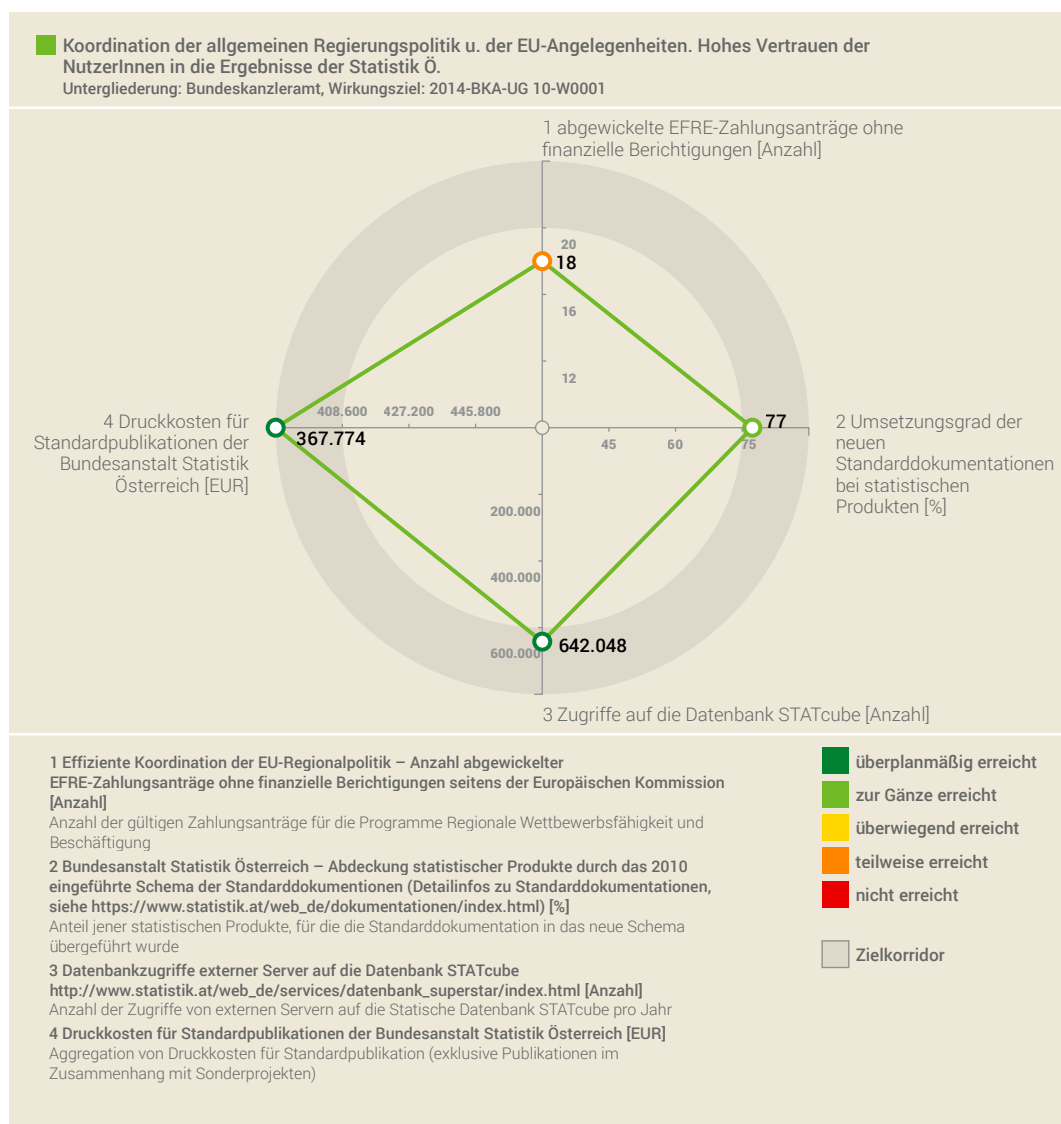 Koordination der allgemeinen Regierungspolitik u. der EU-Angelegenheiten. Hohes Vertrauen der
NutzerInnen in die Ergebnisse der Statistik Ö.
Untergliederung: Bundeskanzleramt, Wirkungsziel: 2014-BKA-UG 10-W0001
1 abgewickelte EFRE-Zahlungsanträge ohne
finanzielle Berichtigungen [Anzahl]
20
18
16
12
408.600 427.200 445.800
77
367.774
45 60 75
4 Druckkosten für
Standardpublikationen der
Bundesanstalt Statistik
Österreich [EUR]
2 Umsetzungsgrad der
neuen
Standarddokumentationen
bei statistischen
Produkten [%]
200.000
400.000
600.000
642.048
3 Zugriffe auf die Datenbank STATcube [Anzahl]
1 Effiziente Koordination der EU-Regionalpolitik – Anzahl abgewickelter
EFRE-Zahlungsanträge ohne finanzielle Berichtigungen seitens der Europäischen Kommission
[Anzahl]
Anzahl der gültigen Zahlungsanträge für die Programme Regionale Wettbewerbsfähigkeit und
Beschäftigung
2 Bundesanstalt Statistik Österreich – Abdeckung statistischer Produkte durch das 2010
eingeführte Schema der Standarddokumentionen (Detailinfos zu Standarddokumentationen,
siehe https://www.statistik.at/web_de/dokumentationen/index.html) [%]
Anteil jener statistischen Produkte, für die die Standarddokumentation in das neue Schema
übergeführt wurde
3 Datenbankzugriffe externer Server auf die Datenbank STATcube
http://www.statistik.at/web_de/services/datenbank_superstar/index.html [Anzahl]
Anzahl der Zugriffe von externen Servern auf die Statische Datenbank STATcube pro Jahr
4 Druckkosten für Standardpublikationen der Bundesanstalt Statistik Österreich [EUR]
Aggregation von Druckkosten für Standardpublikation (exklusive Publikationen im
Zusammenhang mit Sonderprojekten)
überplanmäßig erreicht
zur Gänze erreicht
überwiegend erreicht
teilweise erreicht
nicht erreicht
Zielkorridor